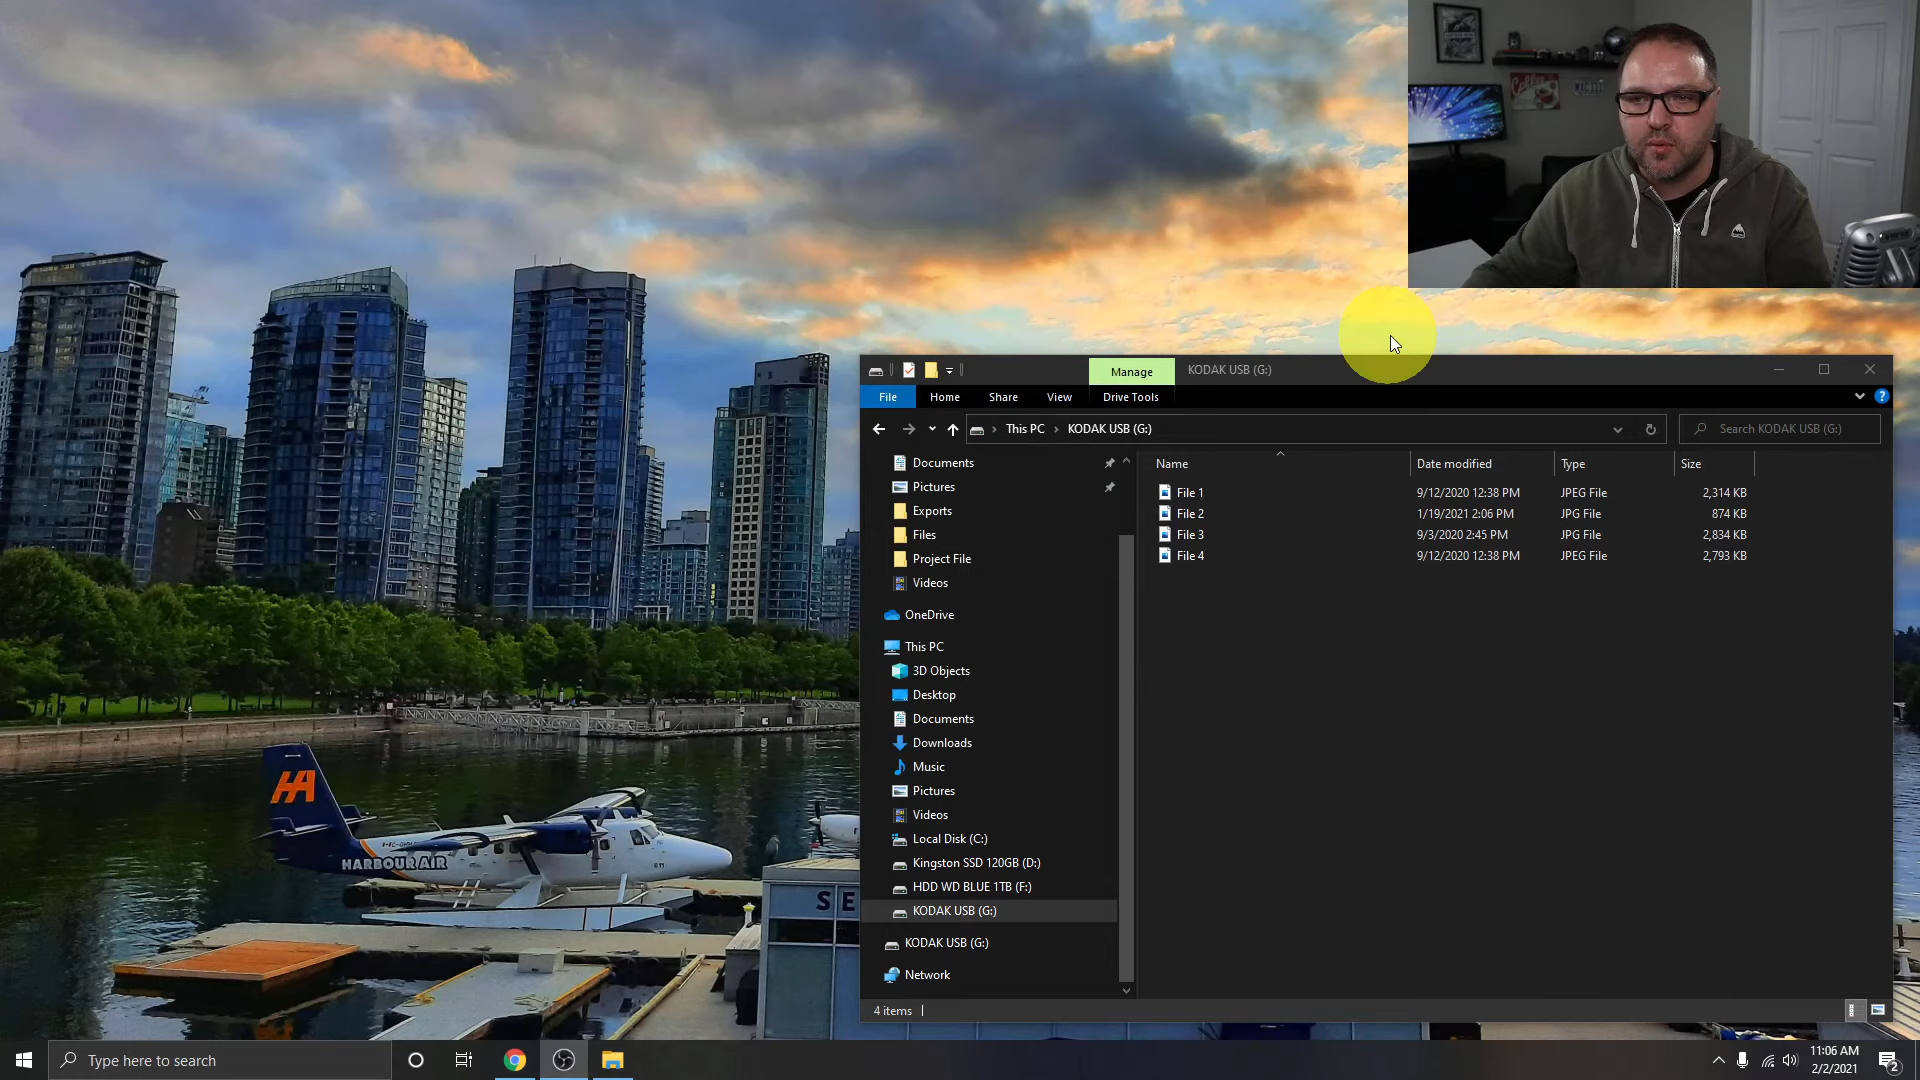 Coffee
Manage
KODAK USB (G:)
File
Home
Share
View
Drive Tools
This PC
KODAK USB (G:)
Search KODAK USB (G:)
Documents
Pictures
Exports
Files
Project File
Videos
OneDrive
This PC
3D Objects
Desktop
Documents
Downloads
Music
Pictures
Videos
Local Disk (C:)
Kingston SSD 120GB (D:)
HDD WD BLUE 1TB (F:)
KODAK USB (G:)
KODAK USB (G:)
Network
Name Date modified Type Size
File 1 9/12/2020 12:38 PM JPEG File 2,314 KB
File 2 1/19/2021 2:06 PM JPG File 874 KB
File 3 9/3/2020 2:45 PM JPG File 2,834 KB
File 4 9/12/2020 12:38 PM JPEG File 2,793 KB
4 items
HARBOUR AIR
SE
Type here to search
11:06 AM
2/2/2021
2